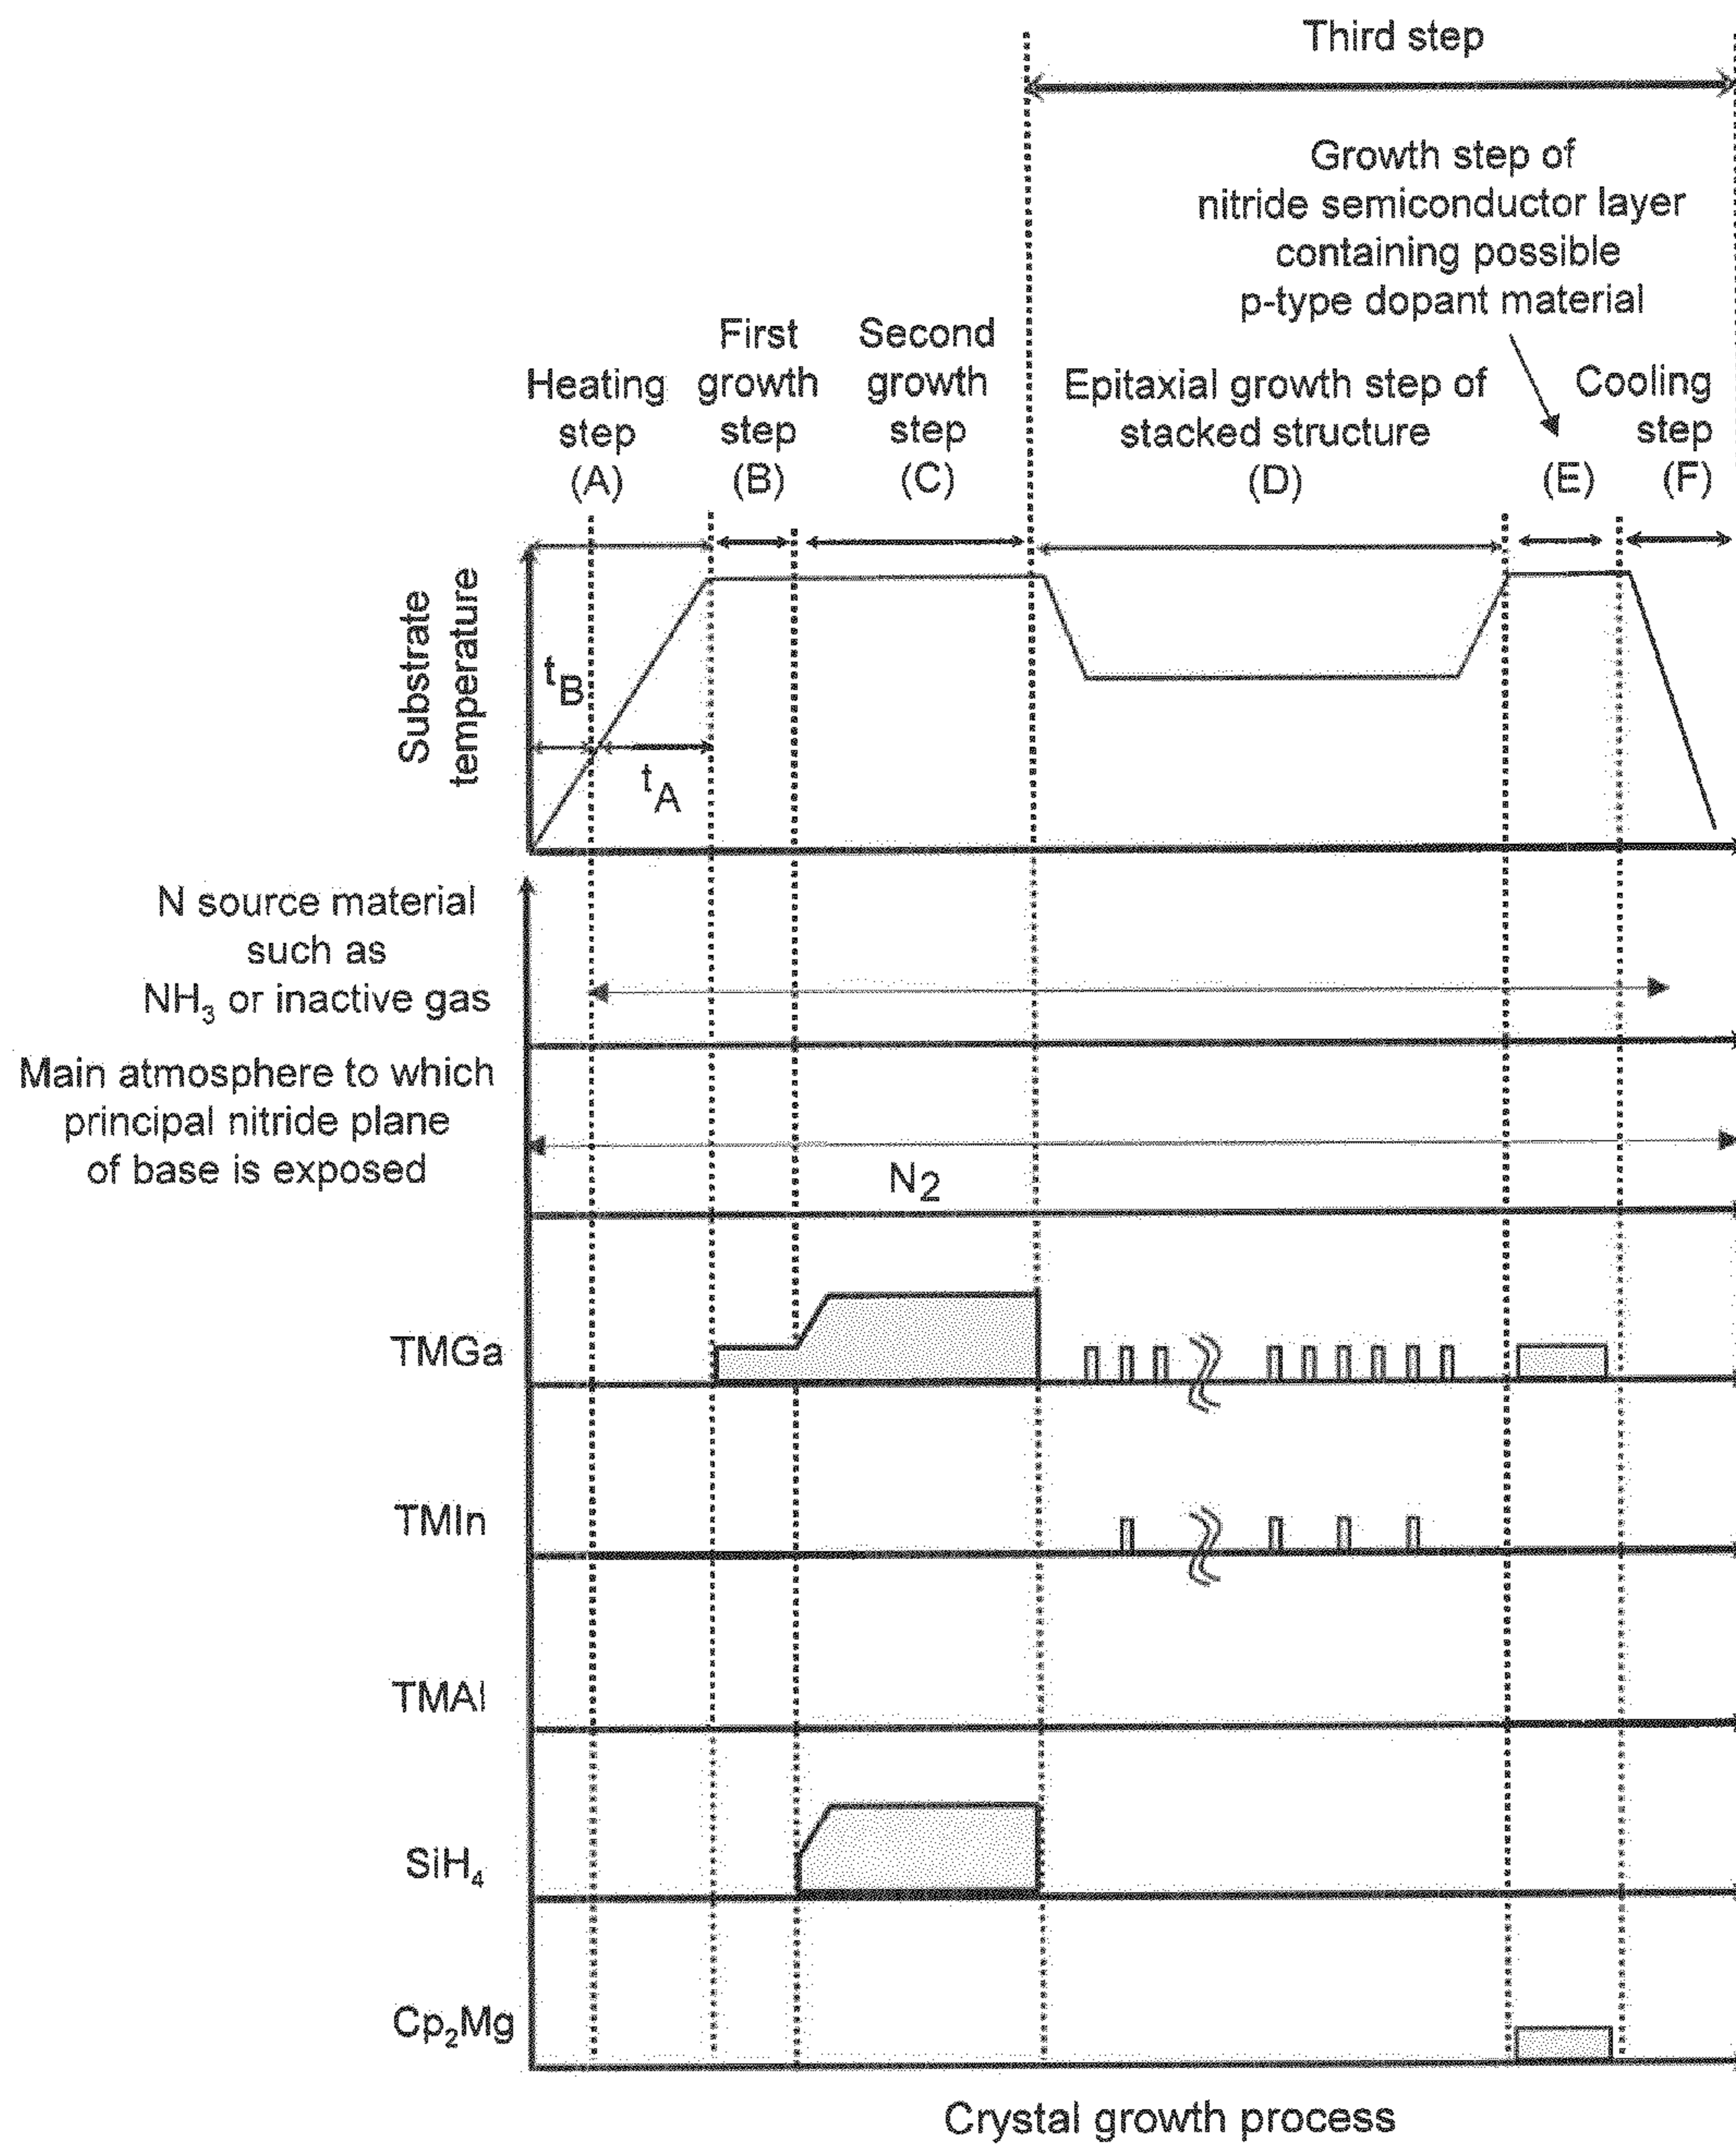 Third step
Growth step of
nitride semiconductor layer
containing possible
p-type dopant material
Heating
step
(A)
First
growth
step
(B)
Second
growth
step
(C)
Epitaxial growth step of
stacked structure
(D)
(E)
Cooling
step
(F)
Substrate
temperature
tB
tA
N source material
such as
NH3 or inactive gas
Main atmosphere to which
principal nitride plane
of base is exposed
N2
TMGa
TMIn
TMAl
SiH4
Cp2Mg
Crystal growth process